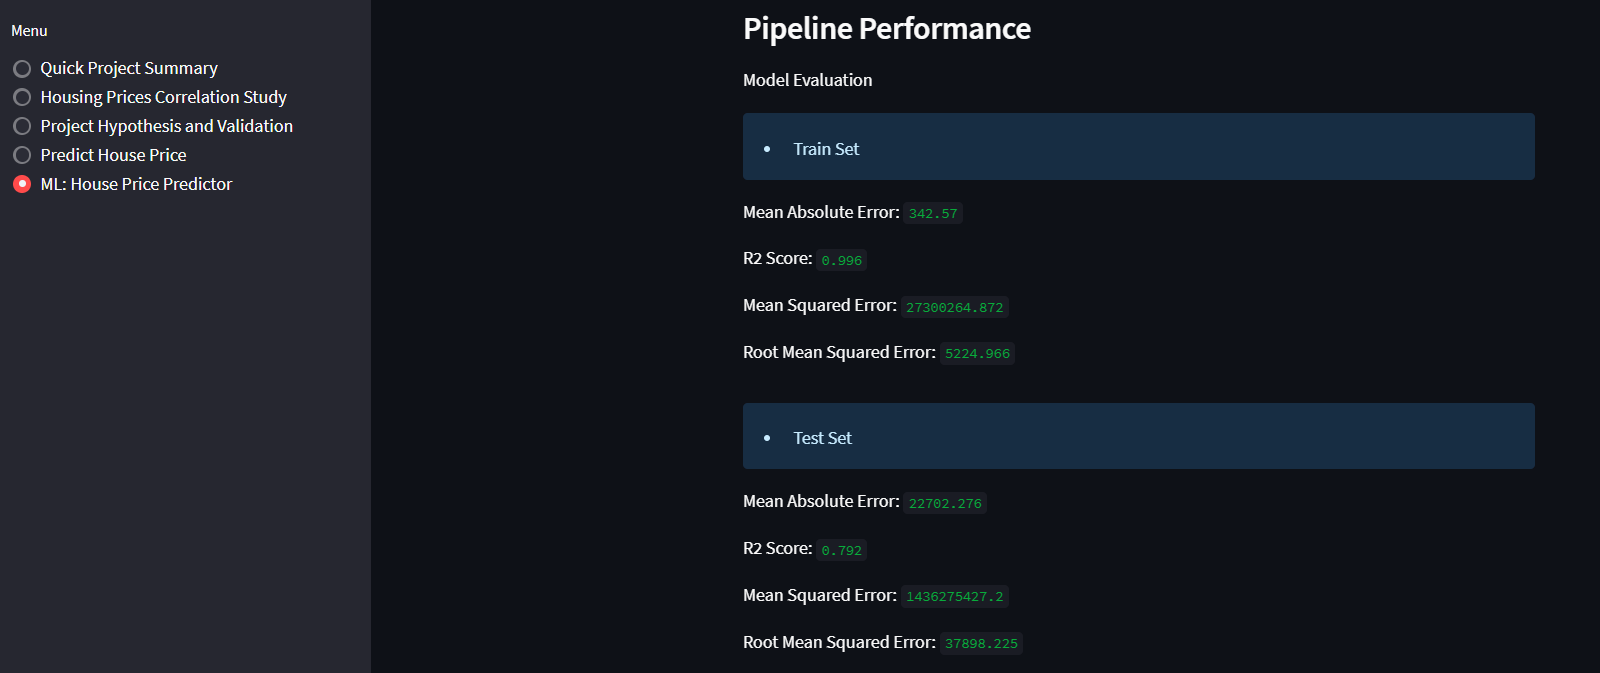 Menu
Quick Project Summary
Housing Prices Correlation Study
Project Hypothesis and Validation
Predict House Price
ML: House Price Predictor
Pipeline Performance
Model Evaluation
• Train Set
Mean Absolute Error: 342.57
R2 Score: 0.996
Mean Squared Error: 27300264.872
Root Mean Squared Error: 5224.966
• Test Set
Mean Absolute Error: 22702.276
R2 Score: 0.792
Mean Squared Error: 1436275427.2
Root Mean Squared Error: 37898.225